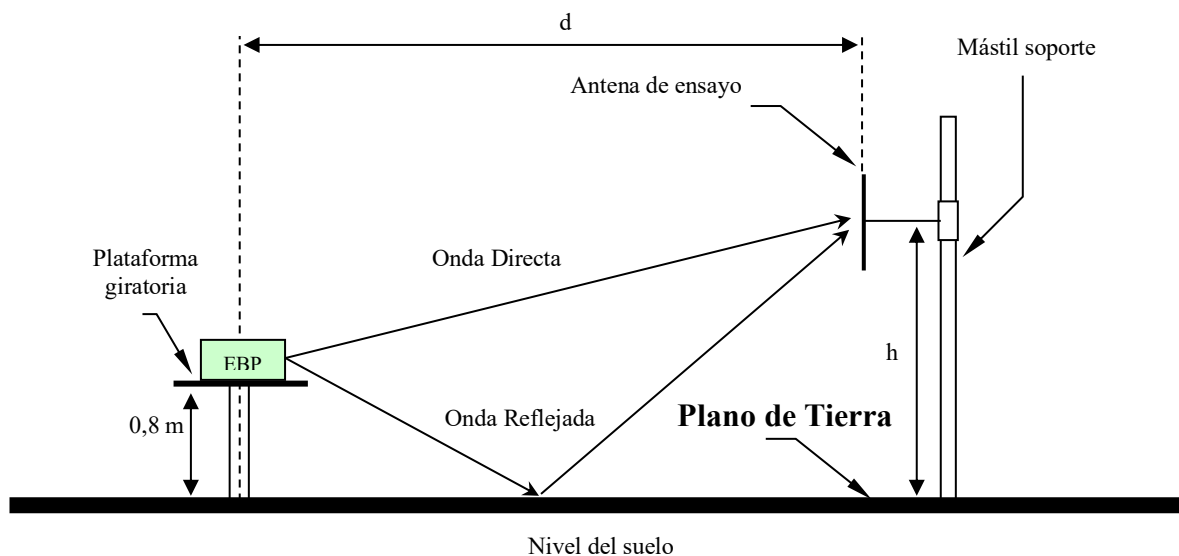 d
Mástil soporte
Antena de ensayo
Onda Directa
Plataforma
giratoria
EBP
h
0,8 m
Onda Reflejada
Plano de Tierra
Nivel del suelo